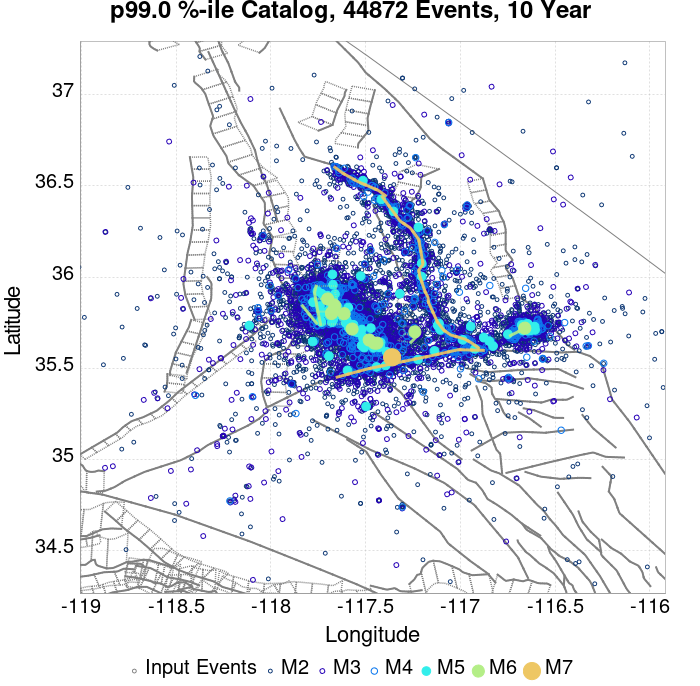 p99.0 %-ile Catalog, 44872 Events, 10 Year
37
36.5
36
35.5
35
34.5
Latitude
-119 -118.5 -118 -117.5 -117 -116.5 -116
Longitude
Input Events M2 M3 M4 M5 M6 M7